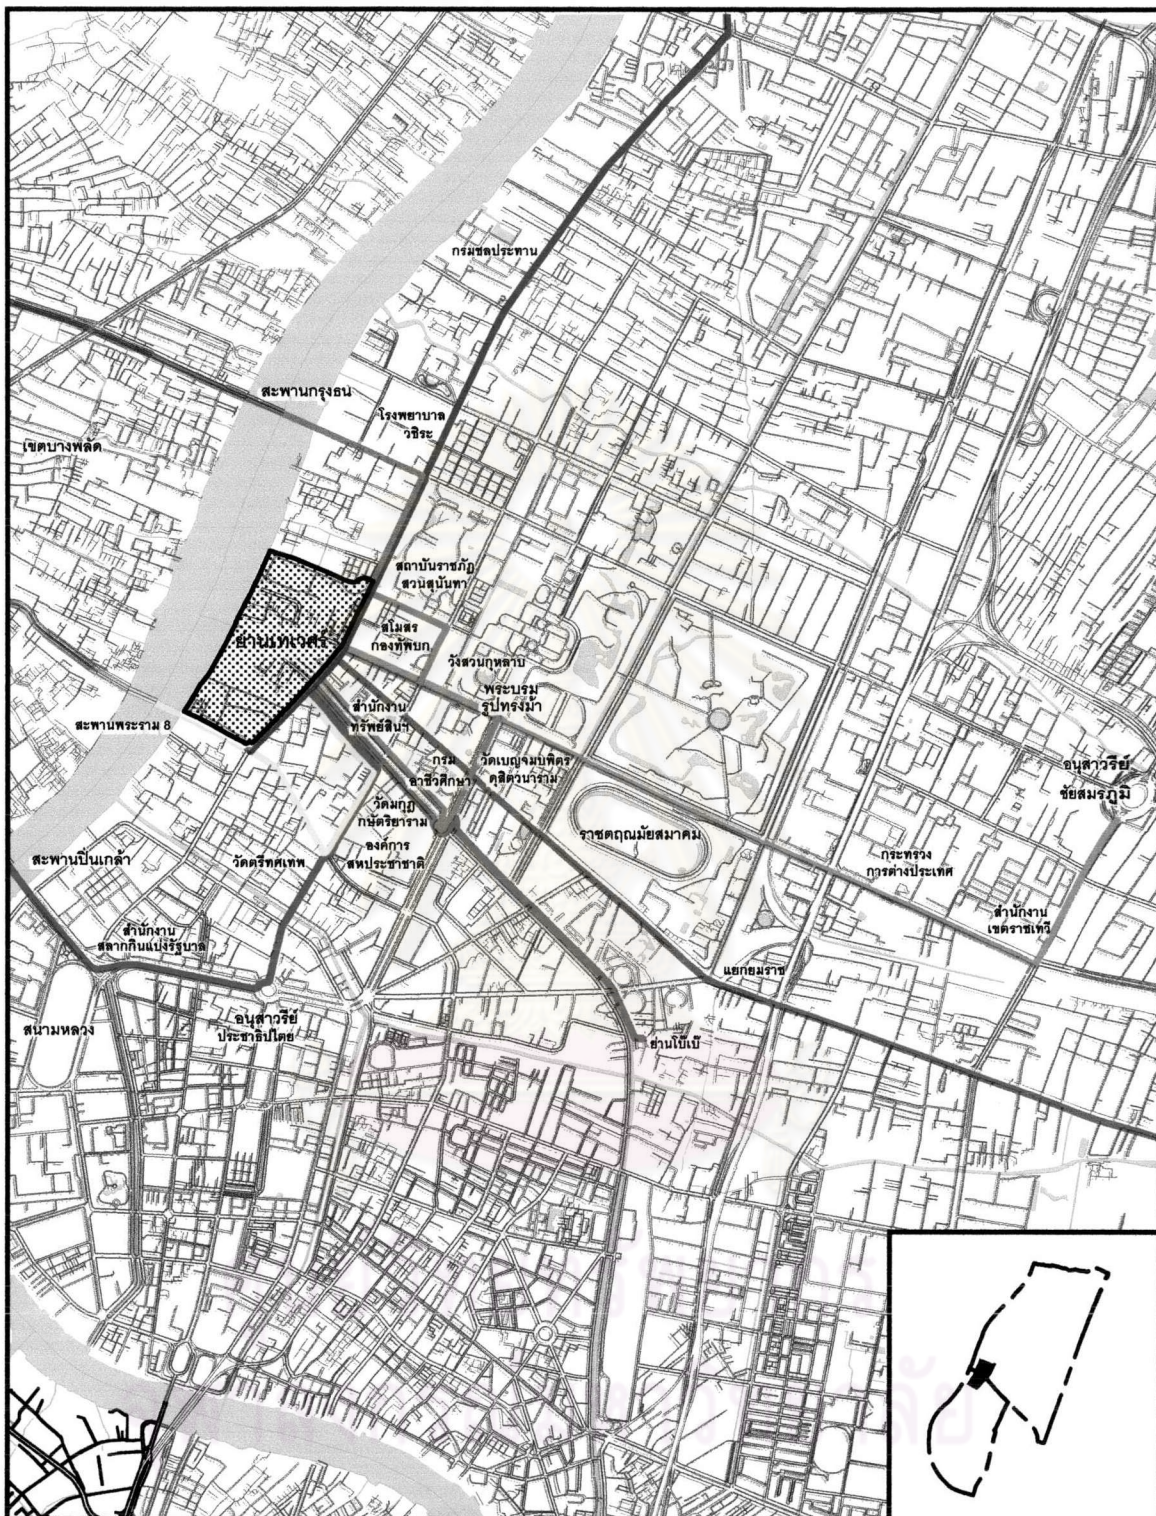 กรมชลประทาน
สะพานกรุงธน
โรงพยาบาล
วชิระ
เขตบางพลัด
สถาบันราชภัฏ
สวนสุนันทา
ย่านเทเวศร์
สโมสร
กองทัพบก
วังสวนกุหลาบ
พระบรม
รูปทรงม้า
สะพานพระราม 8
สำนักงาน
ทรัพย์สินฯ
กรม
อาชีวศึกษา
วัดเบญจมบพิตร
ดุสิตวนาราม
อนุสาวรีย์
ชัยสมรภูมิ
วัดมกุฎ
กษัตริยาราม
องค์การ
สหประชาชาติ
ราชตฤณมัยสมาคม
สะพานปิ่นเกล้า
วัดตรีทศเทพ
กระทรวง
การต่างประเทศ
สำนักงาน
สลากกินแบ่งรัฐบาล
สำนักงาน
เขตราชเทวี
แยกยมราช
สนามหลวง
อนุสาวรีย์
ประชาธิปไตย
ย่านโบ๊เบ๊